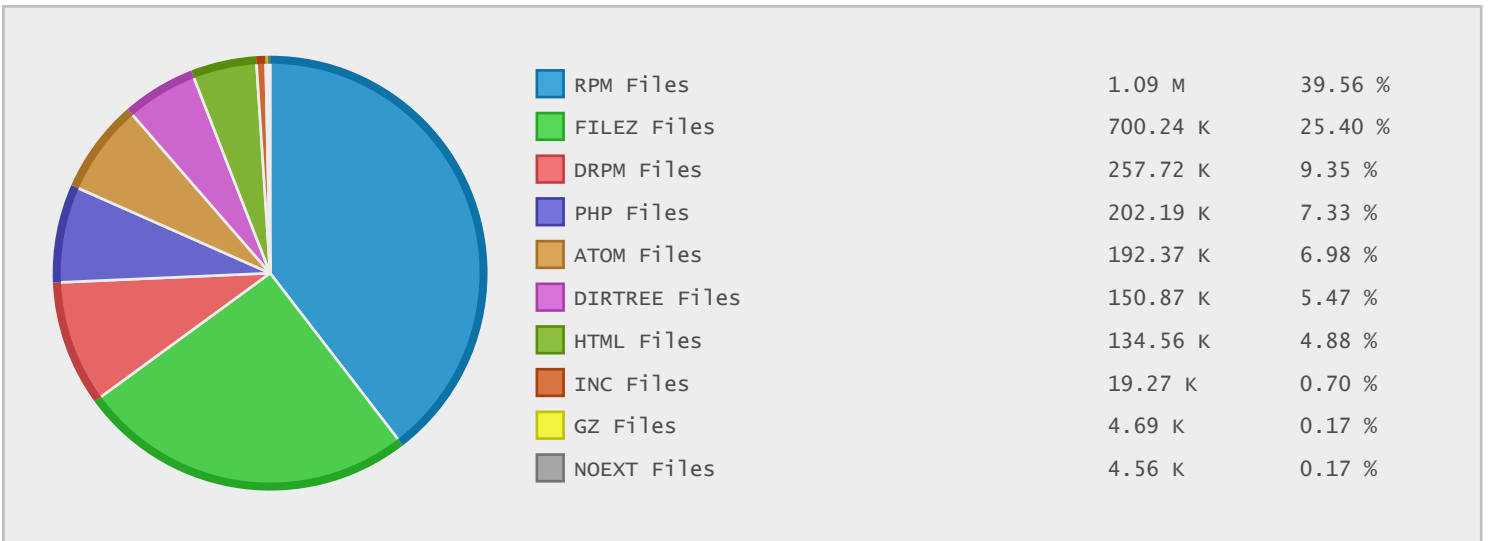 RPM Files 1.09 M 39.56 %
FILEZ Files 700.24 K 25.40 %
DRPM Files 257.72 K 9.35 %
PHP Files 202.19 K 7.33 %
ATOM Files 192.37 K 6.98 %
DIRTREE Files 150.87 K 5.47 %
HTML Files 134.56 K 4.88 %
INC Files 19.27 K 0.70 %
GZ Files 4.69 K 0.17 %
NOEXT Files 4.56 K 0.17 %